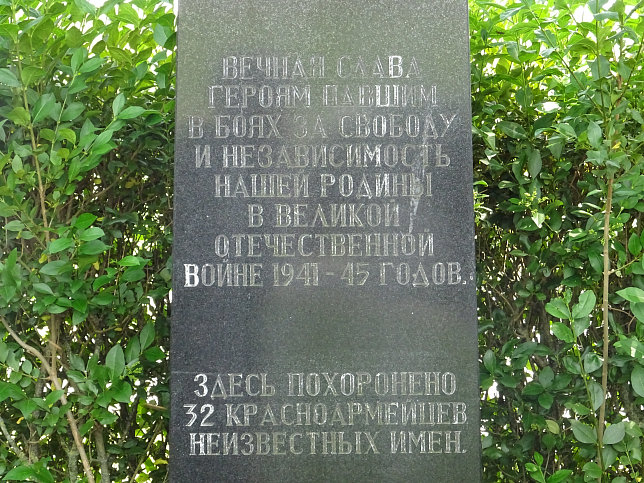 ВЕЧНАЯ СЛАВА
ГЕРОЯМ ПАВШИМ
В БОЯХ ЗА СВОБОДУ
И НЕЗАВИСИМОСТЬ
НАШЕЙ РОДИНЫ
В ВЕЛИКОЙ
ОТЕЧЕСТВЕННОЙ
ВОЙНЕ 1941-45 ГОДОВ.
ЗДЕСЬ ПОХОРОНЕНО
32 КРАСНОАРМЕЙЦЕВ
НЕИЗВЕСТНЫХ ИМЕН.